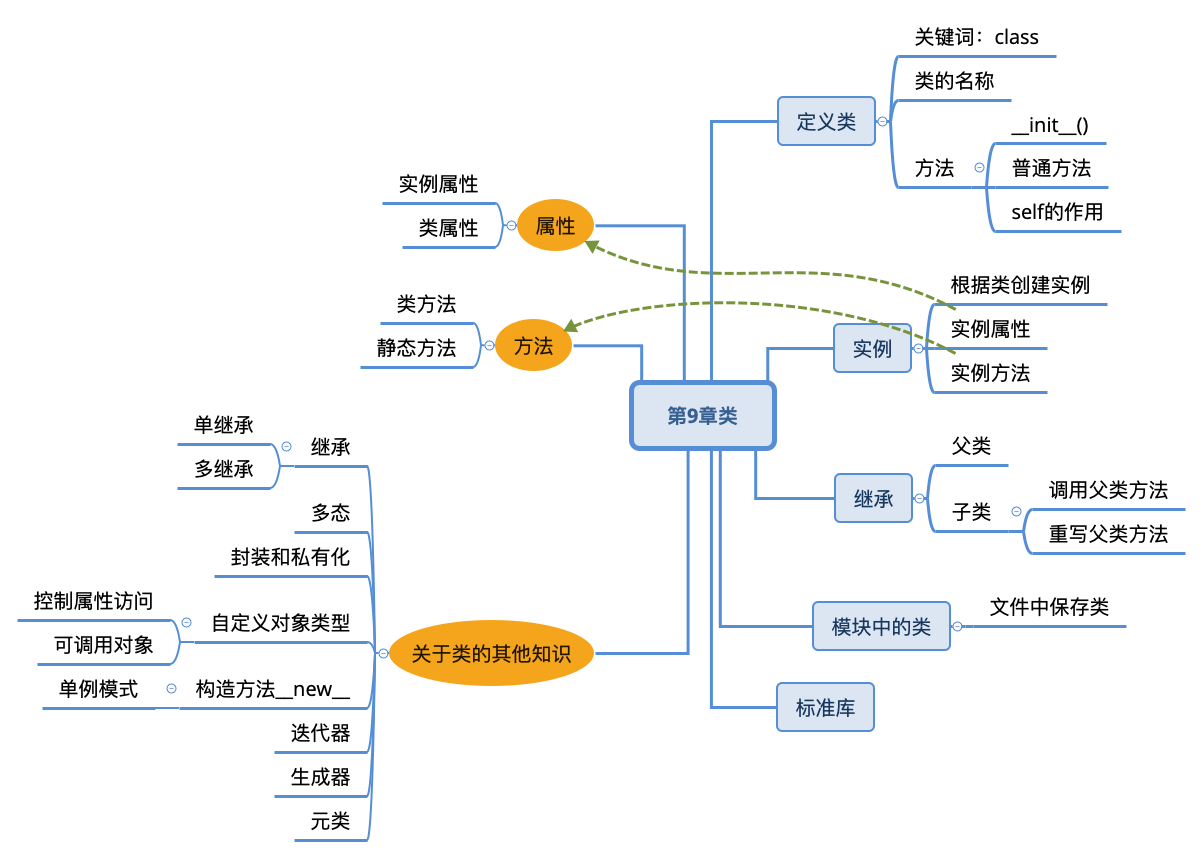 第9章类
定义类
关键词：class
类的名称
方法
__init__()
普通方法
self的作用
实例
根据类创建实例
实例属性
实例方法
继承
父类
子类
调用父类方法
重写父类方法
模块中的类
文件中保存类
标准库
属性
实例属性
类属性
方法
类方法
静态方法
关于类的其他知识
继承
单继承
多继承
多态
封装和私有化
自定义对象类型
控制属性访问
可调用对象
构造方法__new__
单例模式
迭代器
生成器
元类